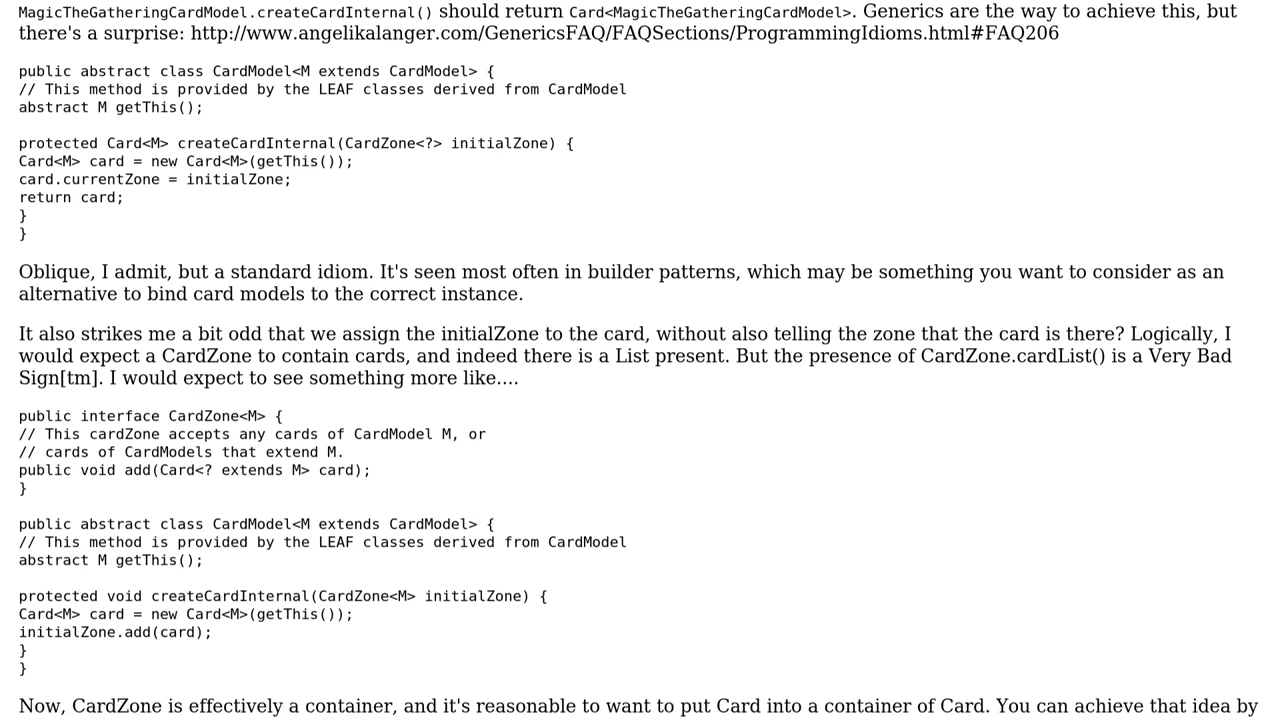 MagicTheGatheringCardModel.createCardInternal() should return Card<MagicTheGatheringCardModel>. Generics are the way to achieve this, but
there's a surprise: http://www.angelikalanger.com/GenericsFAQ/FAQSections/ProgrammingIdioms.html#FAQ206
public abstract class CardModel<M extends CardModel> {
// This method is provided by the LEAF classes derived from CardModel
abstract M getThis();
protected Card<M> createCardInternal(CardZone<?> initialZone) {
Card<M> card = new Card<M>(getThis());
card.currentZone = initialZone;
return card;
}
}
Oblique, I admit, but a standard idiom. It's seen most often in builder patterns, which may be something you want to consider as an
alternative to bind card models to the correct instance.
It also strikes me a bit odd that we assign the initialZone to the card, without also telling the zone that the card is there? Logically, I
would expect a CardZone to contain cards, and indeed there is a List present. But the presence of CardZone.cardList() is a Very Bad
Sign[tm]. I would expect to see something more like....
public interface CardZone<M> {
// This cardZone accepts any cards of CardModel M, or
// cards of CardModels that extend M.
public void add(Card<? extends M> card);
}
public abstract class CardModel<M extends CardModel> {
// This method is provided by the LEAF classes derived from CardModel
abstract M getThis();
protected void createCardInternal(CardZone<M> initialZone) {
Card<M> card = new Card<M>(getThis());
initialZone.add(card);
}
}
Now, CardZone is effectively a container, and it's reasonable to want to put Card into a container of Card. You can achieve that idea by